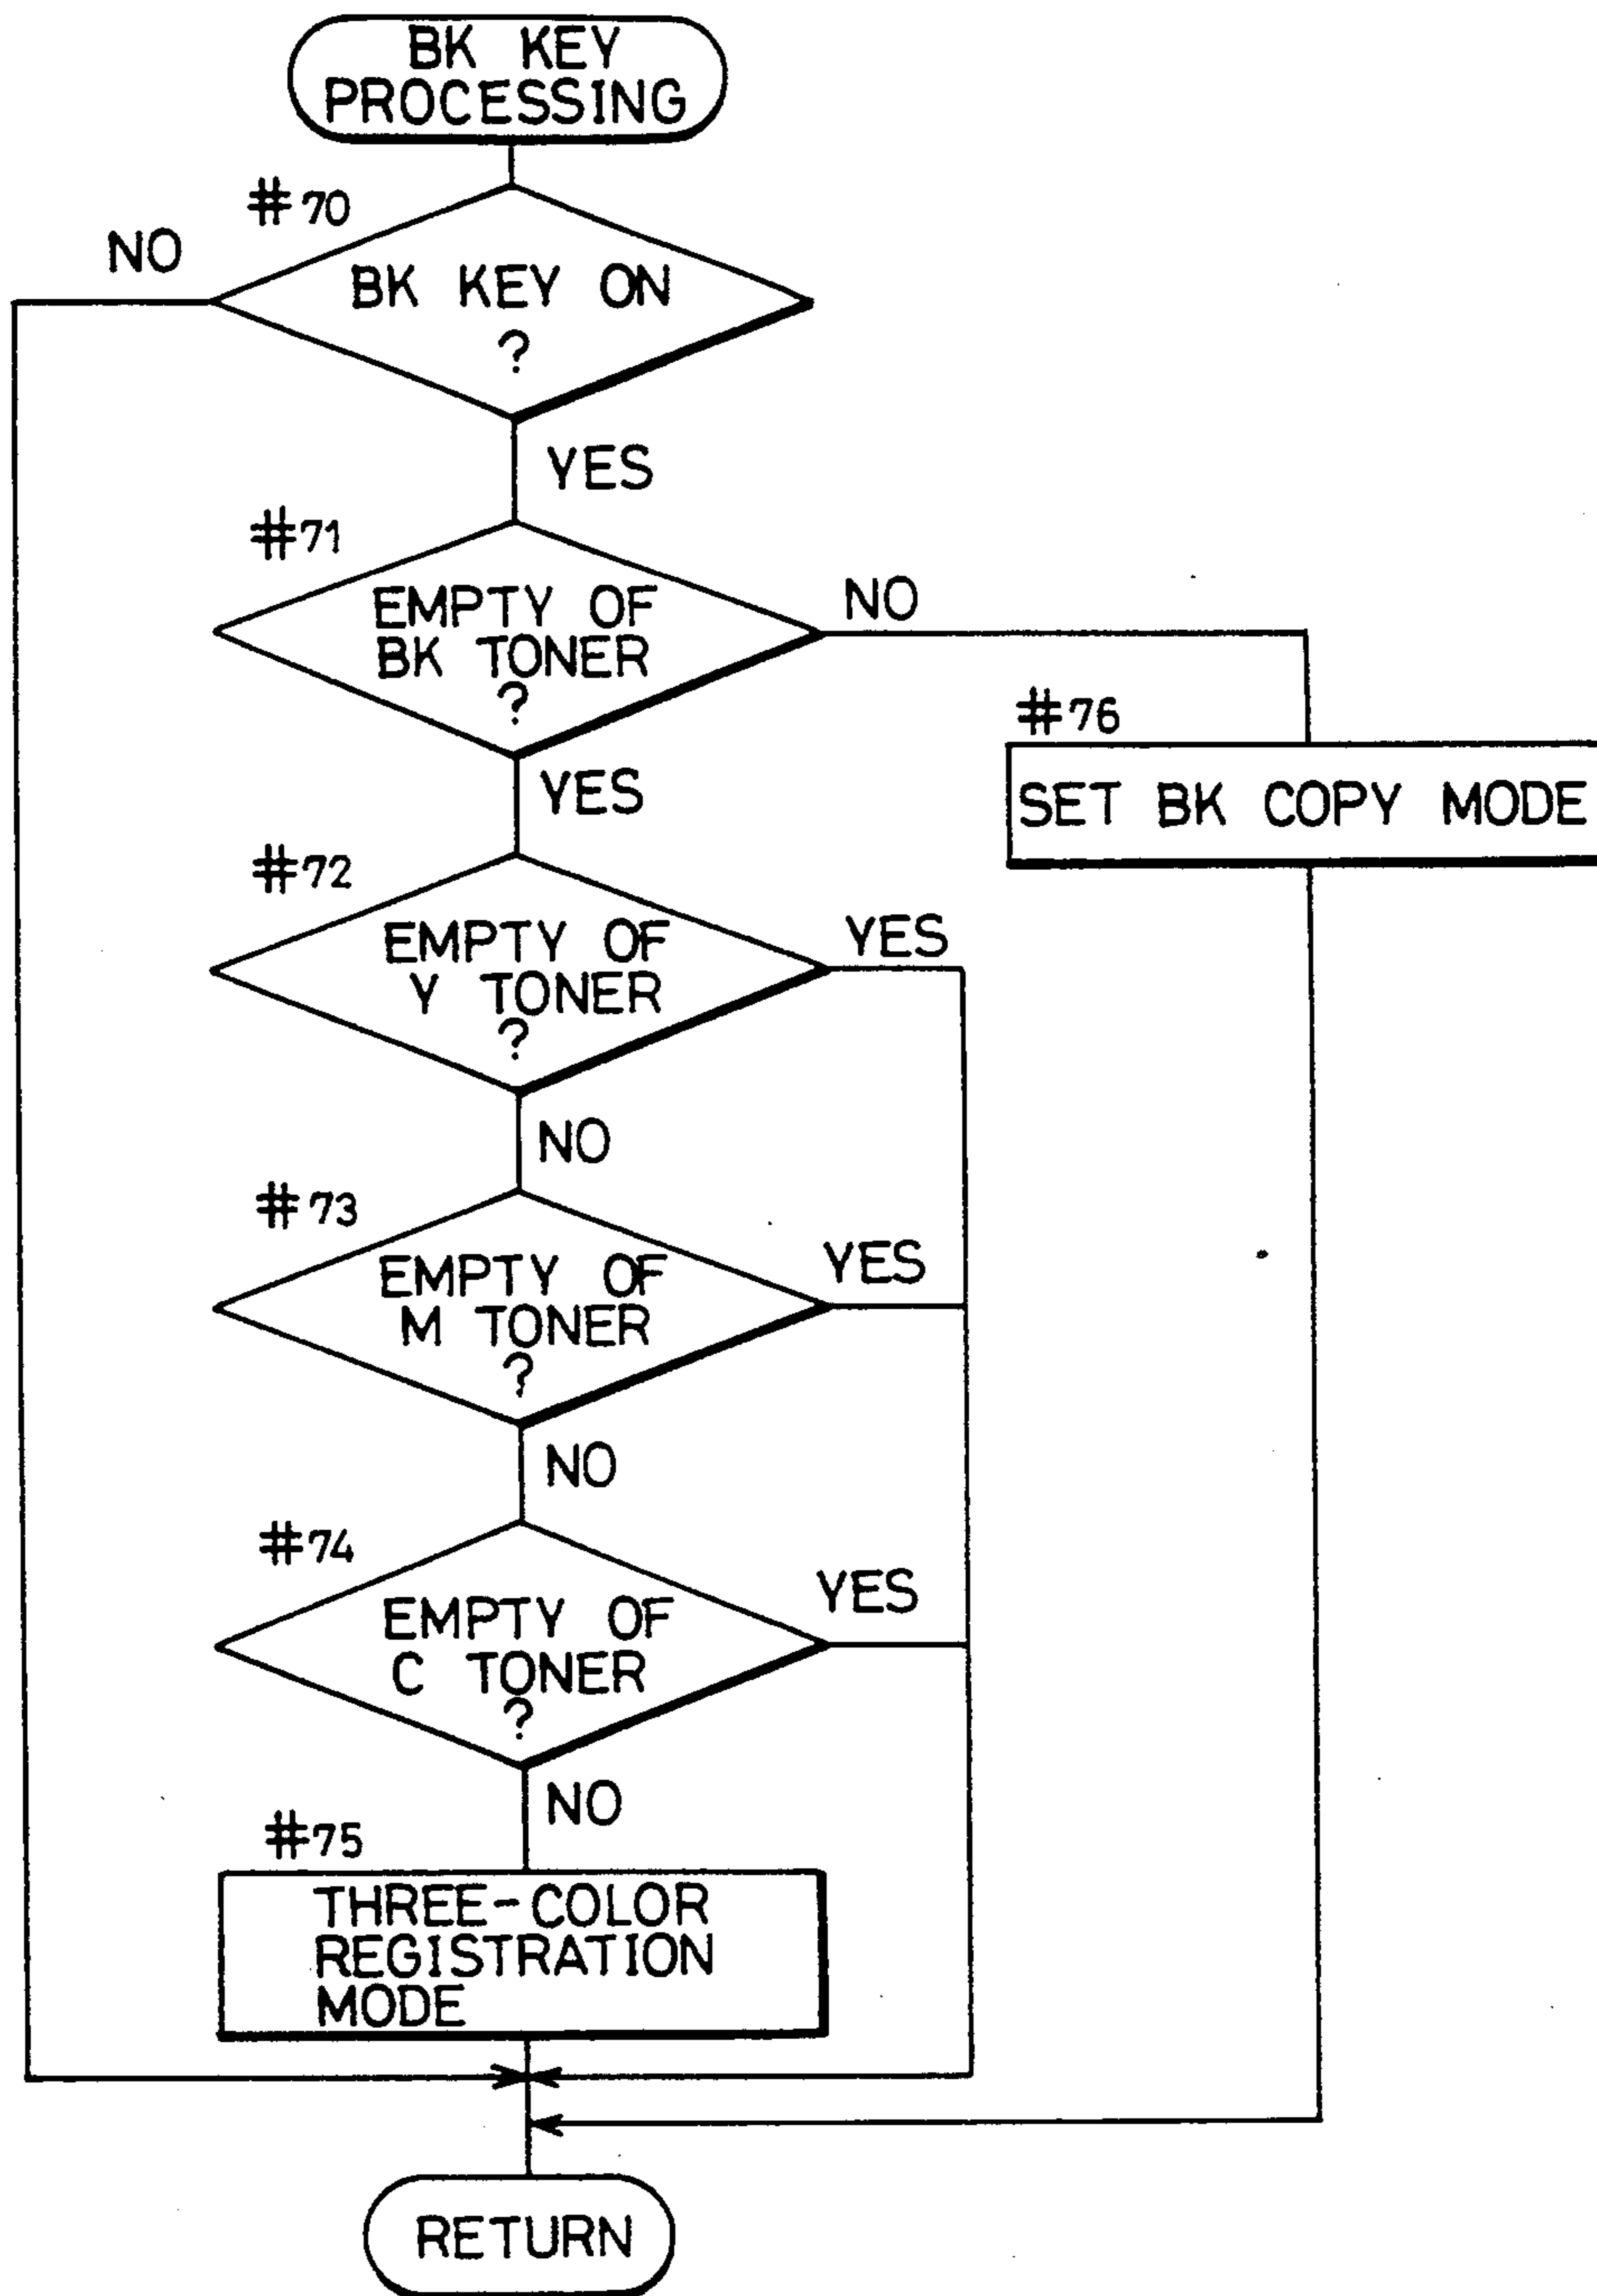 BK KEY
PROCESSING
#70
NO
BK KEY ON
?
YES
#71
EMPTY OF
BK TONER
?
NO
YES
#76
SET BK COPY MODE
#72
EMPTY OF
Y TONER
?
YES
NO
#73
EMPTY OF
M TONER
?
YES
NO
#74
EMPTY OF
C TONER
?
YES
NO
#75
THREE-COLOR
REGISTRATION
MODE
RETURN